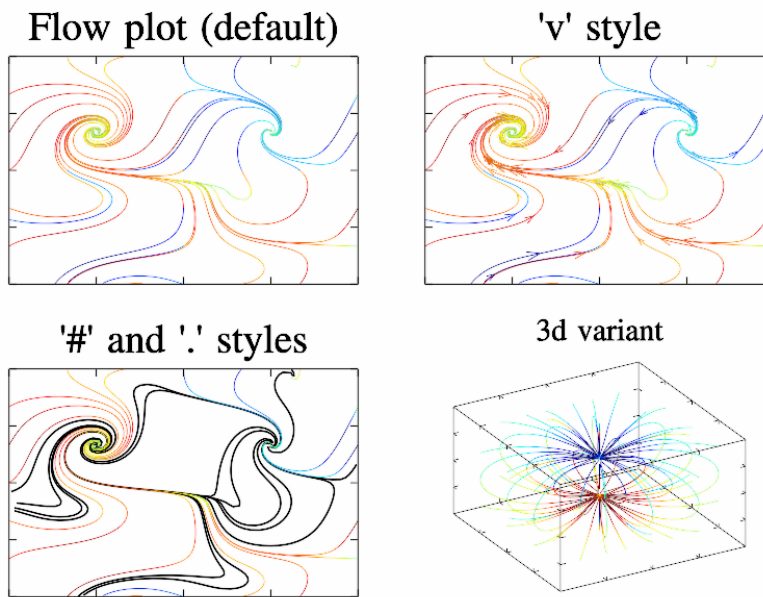 Flow plot (default)
'v' style
'#' and '.' styles
3d variant